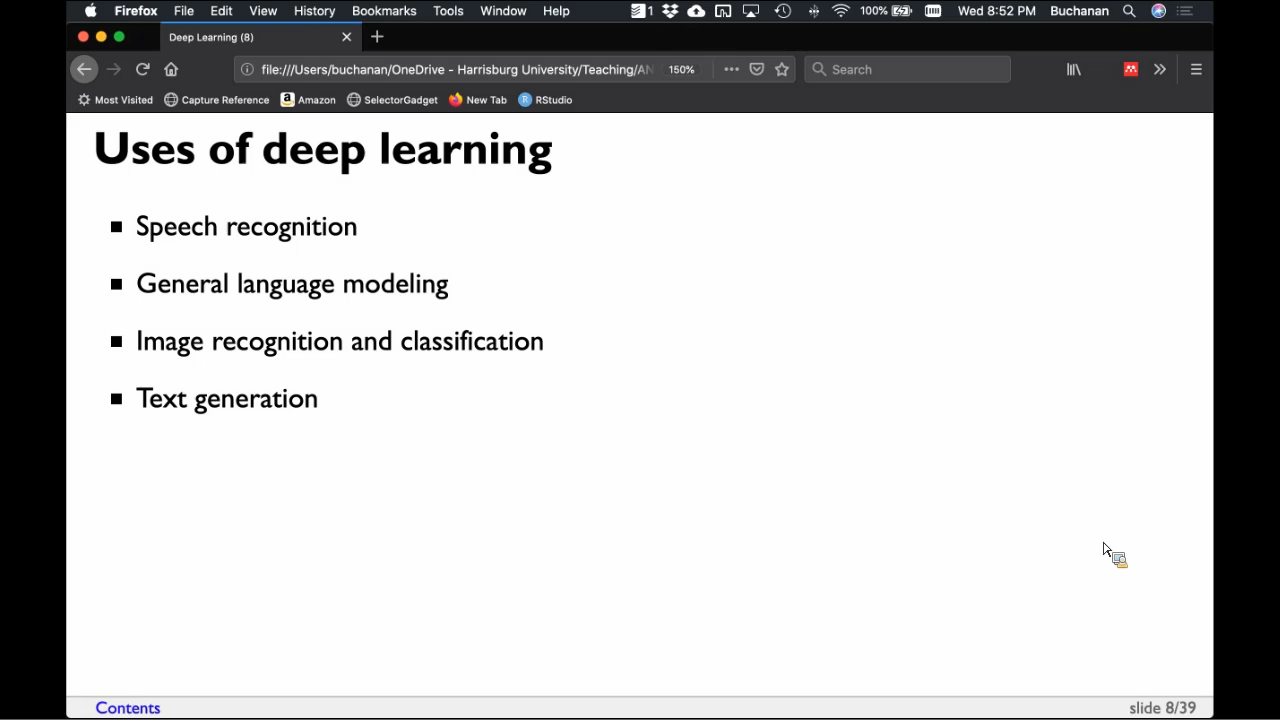 Firefox File Edit View History Bookmarks Tools Window Help 1 100% Wed 8:52 PM Buchanan
Deep Learning (8)
file:///Users/buchanan/OneDrive - Harrisburg University/Teaching/AN 150% Search
Most Visited Capture Reference Amazon SelectorGadget New Tab RStudio
Uses of deep learning
Speech recognition
General language modeling
Image recognition and classification
Text generation
Contents slide 8/39